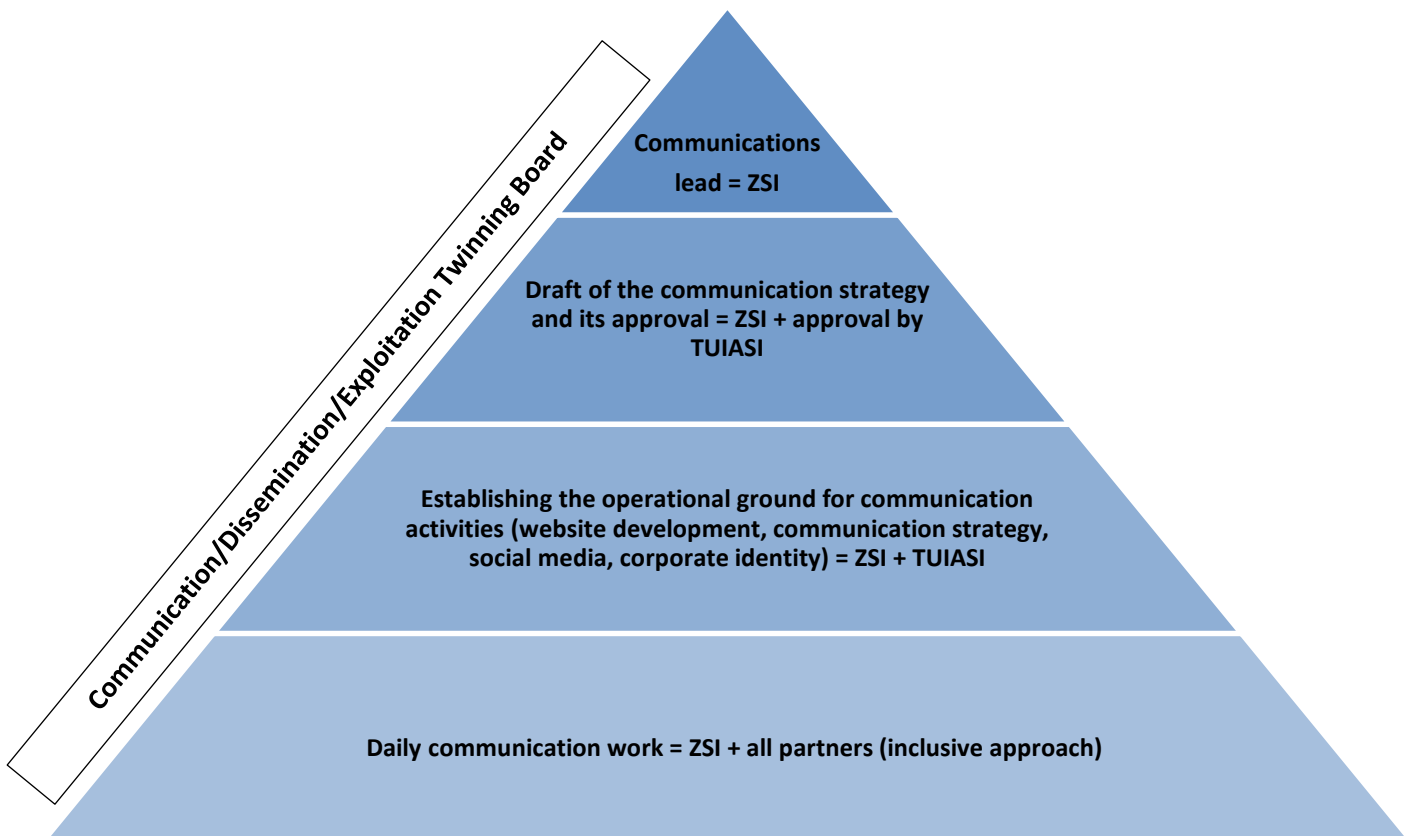 Communication/Dissemination/Exploitation Twinning Board
Communications
lead = ZSI
Draft of the communication strategy
and its approval = ZSI + approval by
TUIASI
Establishing the operational ground for communication
activities (website development, communication strategy,
social media, corporate identity) = ZSI + TUIASI
Daily communication work = ZSI + all partners (inclusive approach)